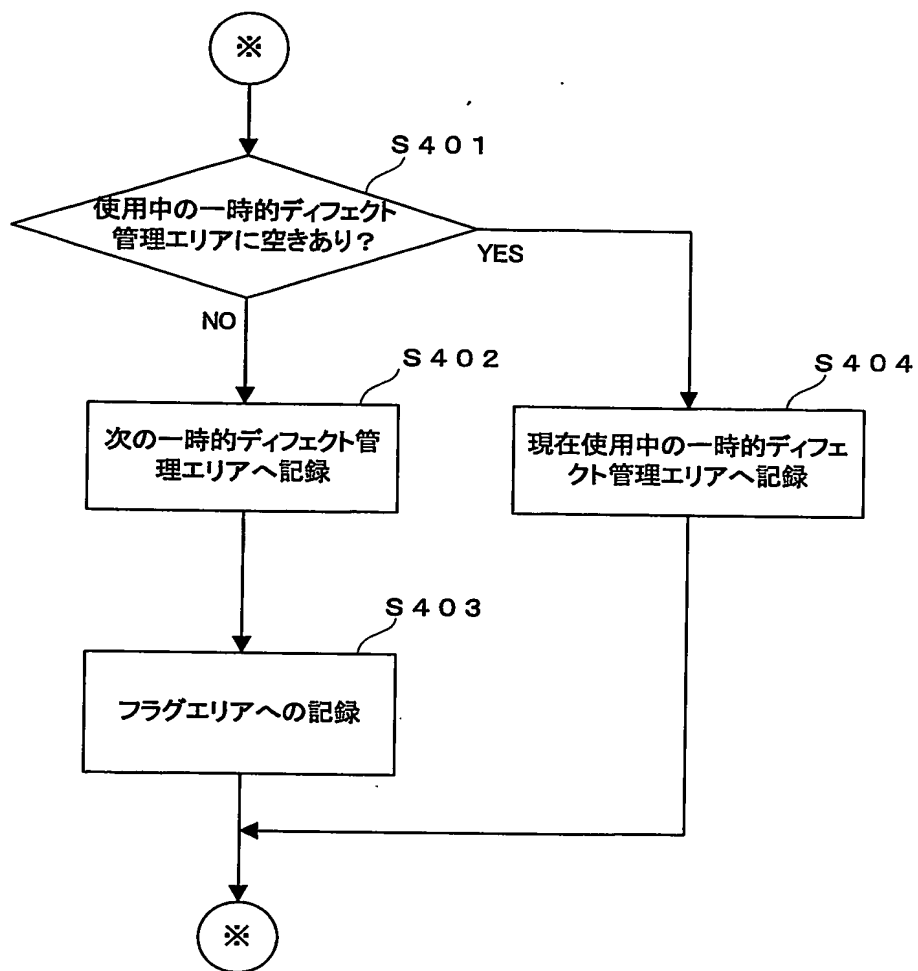 ※
S401
使用中の一時的ディフェクト
管理エリアに空きあり？
YES
NO
S402
S404
次の一時的ディフェクト管
理エリアへ記録
現在使用中の一時的ディフェ
クト管理エリアへ記録
S403
フラグエリアへの記録
※